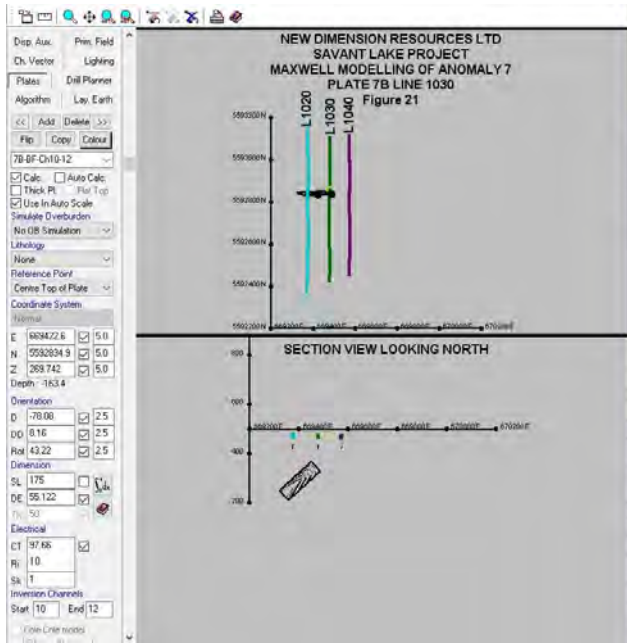 NEW DIMENSION RESOURCES LTD
SAVANT LAKE PROJECT
MAXWELL MODELLING OF ANOMALY 7
PLATE 7B LINE 1030
Figure 21
L1020
L1030
L1040
SECTION VIEW LOOKING NORTH
Disp. Aux. Prim. Field
Ch. Vector Lighting
Plates Drill Planner
Algorithm Lay. Earth
<< Add Delete >>
Flip Copy Colour
7B-BF-Ch10-12
Calc. Auto Calc.
Thick Pl. Flat Top
Use In Auto Scale
Simulate Overburden
No OB Simulation
Lithology
None
Reference Point
Centre Top of Plate
Coordinate System
Normal
E 669422.6 5.0
N 5592834.9 5.0
Z 269.742 5.0
Depth -163.4
Orientation
D -78.08 2.5
DD 8.16 2.5
Rot 43.22 2.5
Dimension
SL 175
DE 55.122
50
Electrical
CT 97.66
Ri 10
Sk 1
Inversion Channels
Start 10 End 12